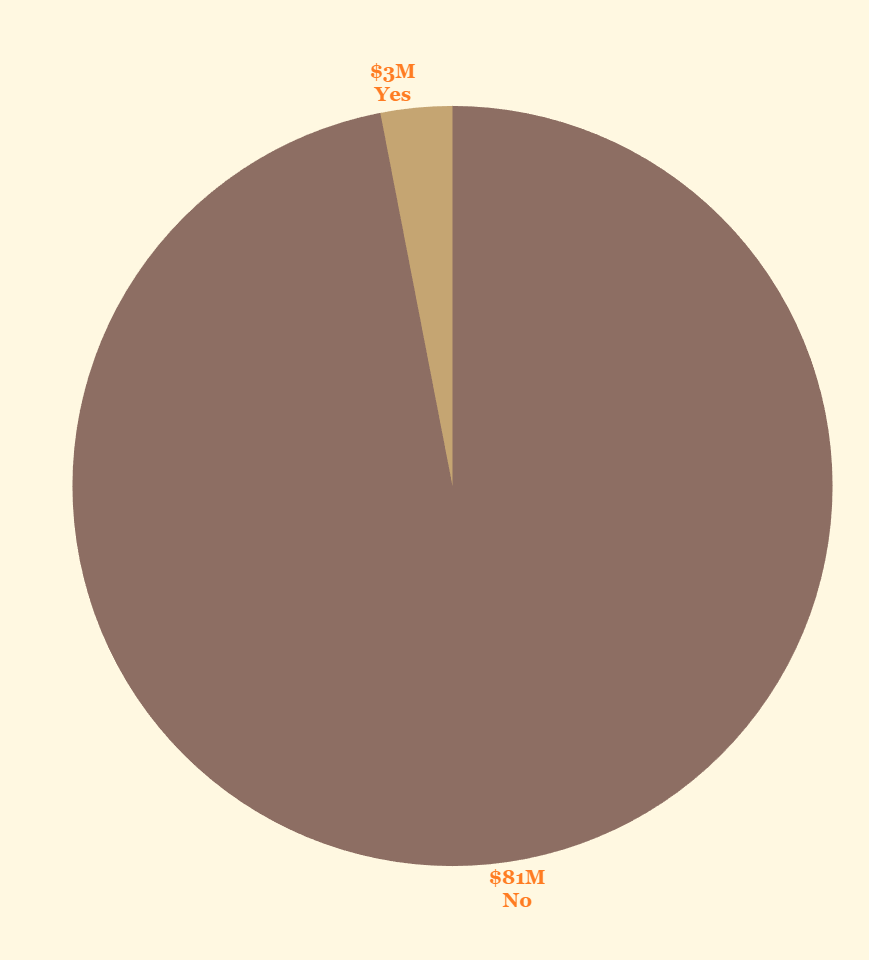 $3M
Yes
$81M
No